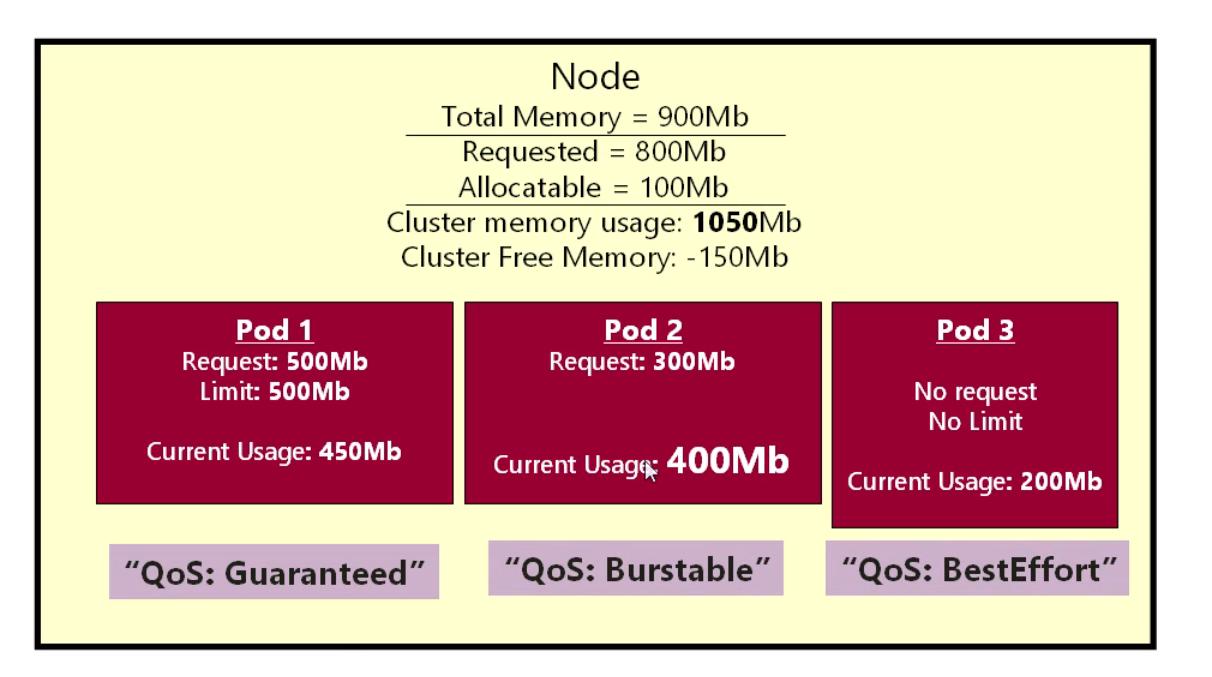 Node
Total Memory = 900Mb
Requested = 800Mb
Allocatable = 100Mb
Cluster memory usage: 1050Mb
Cluster Free Memory: -150Mb
Pod 1
Request: 500Mb
Limit: 500Mb
Current Usage: 450Mb
“QoS: Guaranteed”
Pod 2
Request: 300Mb
Current Usage: 400Mb
“QoS: Burstable”
Pod 3
No request
No Limit
Current Usage: 200Mb
“QoS: BestEffort”